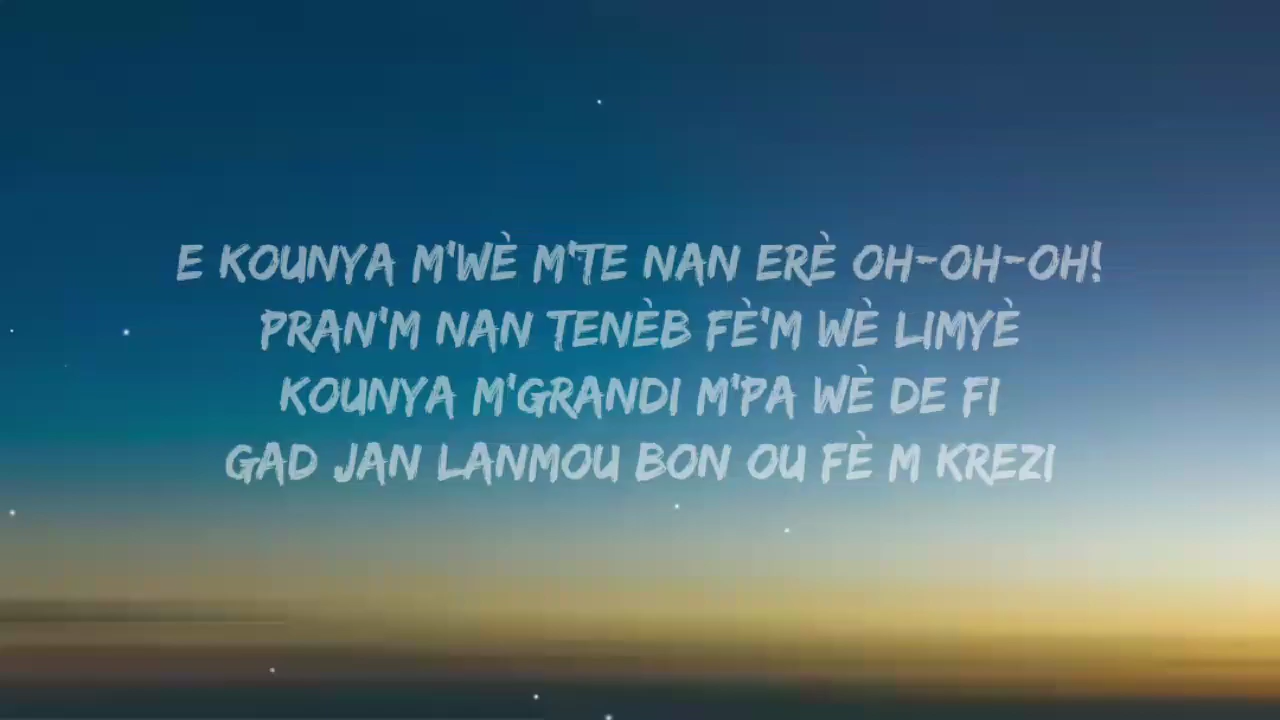 E KOUNYA M'WÈ M'TE NAN ERÈ OH-OH-OH!
PRAN'M NAN TENÈB FÈ'M WÈ LIMYÈ
KOUNYA M'GRANDI M'PA WÈ DE FI
GAD JAN LANMOU BON OU FÈ M KREZI